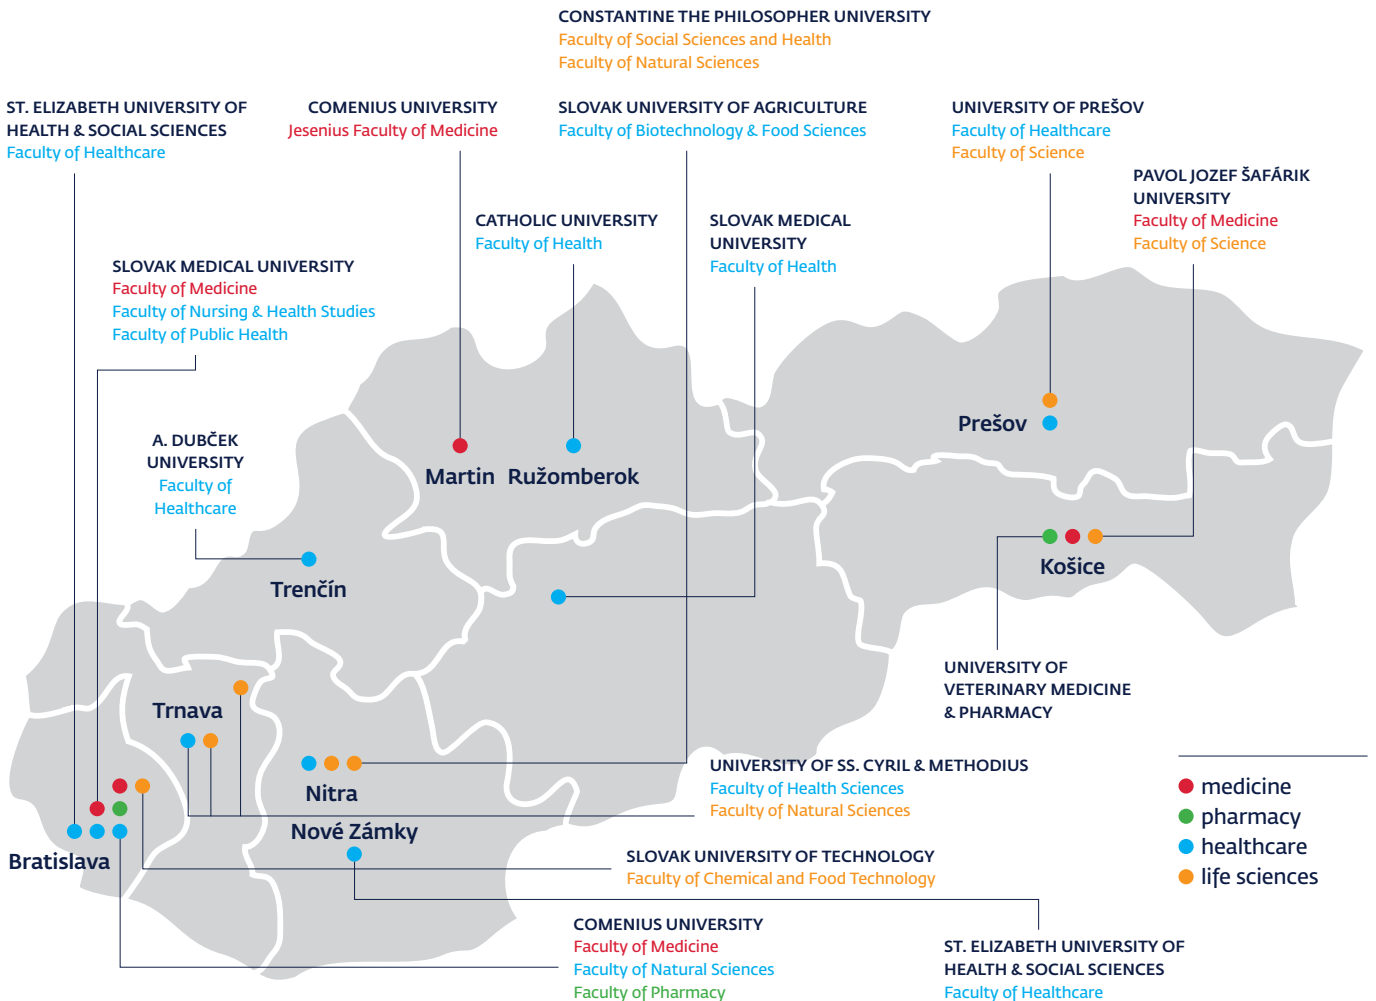 CONSTANTINE THE PHILOSOPHER UNIVERSITY
Faculty of Social Sciences and Health
Faculty of Natural Sciences
ST. ELIZABETH UNIVERSITY OF
HEALTH & SOCIAL SCIENCES
Faculty of Healthcare
COMENIUS UNIVERSITY
Jesenius Faculty of Medicine
SLOVAK UNIVERSITY OF AGRICULTURE
Faculty of Biotechnology & Food Sciences
UNIVERSITY OF PREŠOV
Faculty of Healthcare
Faculty of Science
PAVOL JOZEF ŠAFÁRIK
UNIVERSITY
Faculty of Medicine
Faculty of Science
CATHOLIC UNIVERSITY
Faculty of Health
SLOVAK MEDICAL
UNIVERSITY
Faculty of Health
SLOVAK MEDICAL UNIVERSITY
Faculty of Medicine
Faculty of Nursing & Health Studies
Faculty of Public Health
A. DUBČEK
UNIVERSITY
Faculty of
Healthcare
Prešov
Martin
Ružomberok
Košice
Trenčín
UNIVERSITY OF
VETERINARY MEDICINE
& PHARMACY
Trnava
Nitra
UNIVERSITY OF SS. CYRIL & METHODIUS
Faculty of Health Sciences
Faculty of Natural Sciences
Nové Zámky
Bratislava
SLOVAK UNIVERSITY OF TECHNOLOGY
Faculty of Chemical and Food Technology
medicine
pharmacy
healthcare
life sciences
COMENIUS UNIVERSITY
Faculty of Medicine
Faculty of Natural Sciences
Faculty of Pharmacy
ST. ELIZABETH UNIVERSITY OF
HEALTH & SOCIAL SCIENCES
Faculty of Healthcare